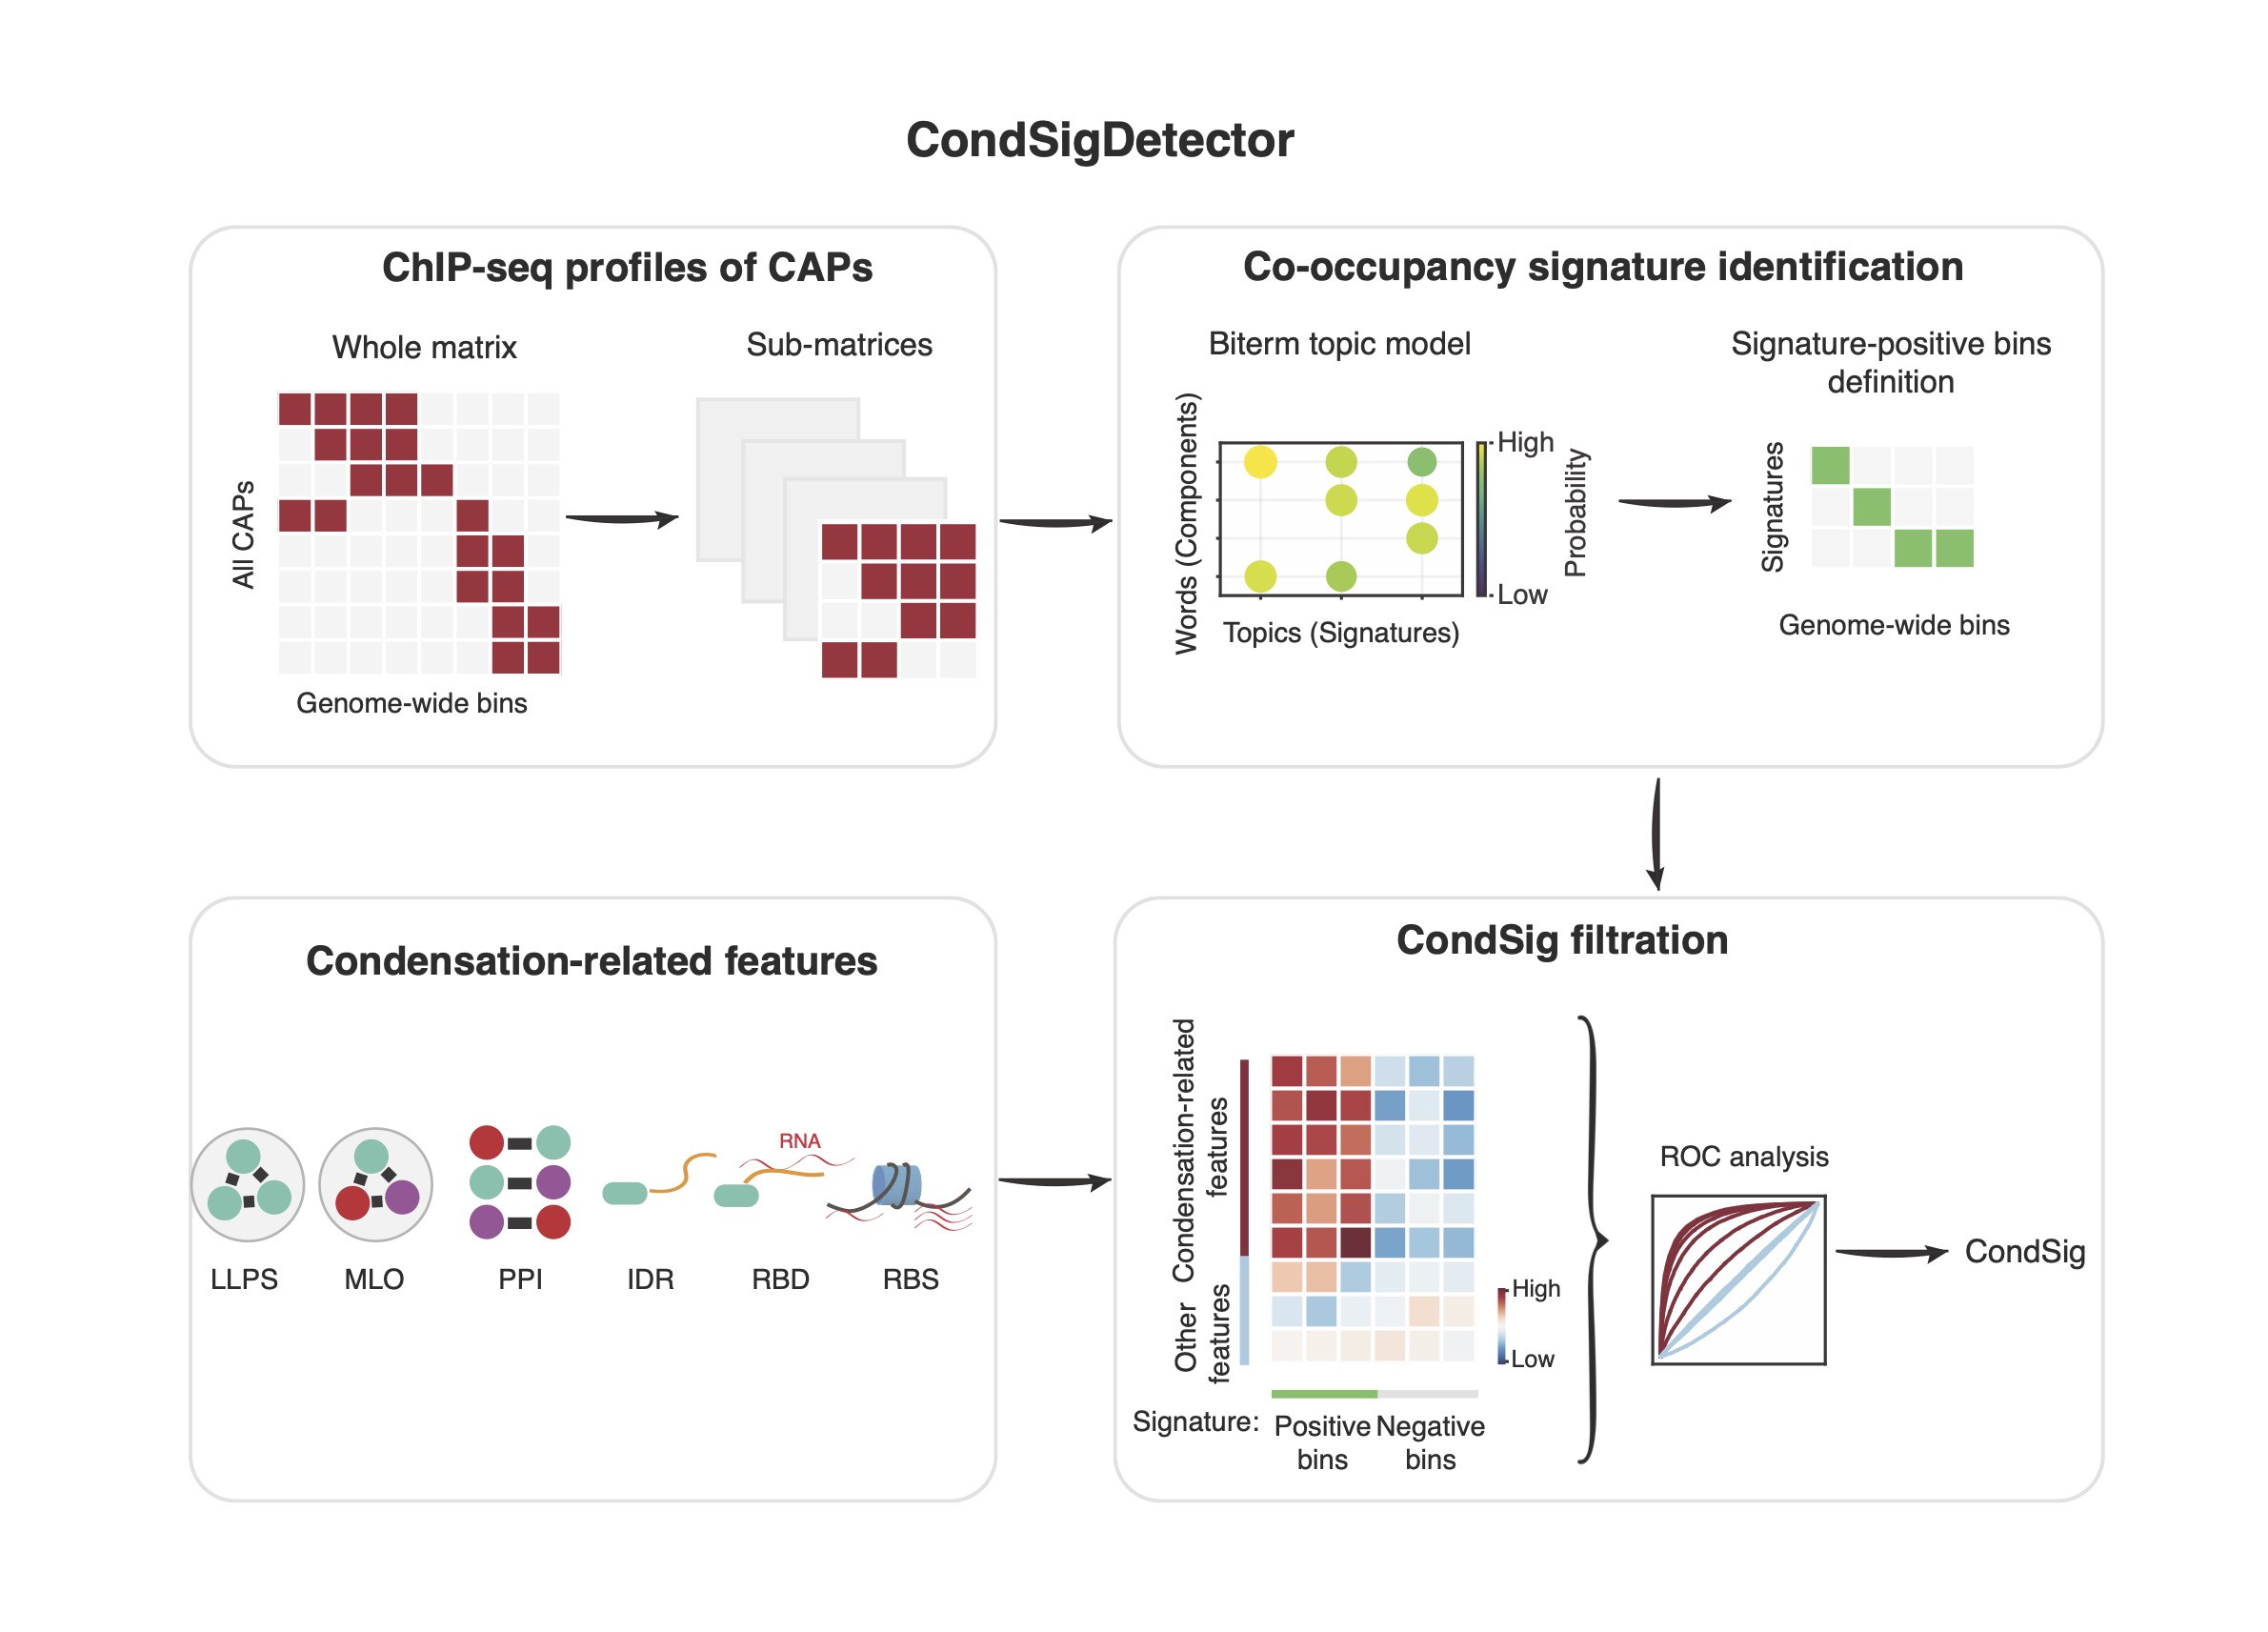 CondSigDetector
ChIP-seq profiles of CAPs
Whole matrix
Sub-matrices
All CAPs
Genome-wide bins
Co-occupancy signature identification
Biterm topic model
Words (Components)
Topics (Signatures)
High
Low
Probability
Signature-positive bins
definition
Signatures
Genome-wide bins
Condensation-related features
RNA
LLPS
MLO
PPI
IDR
RBD
RBS
CondSig filtration
Condensation-related
features
Other
features
High
Low
Signature:
Positive
bins
Negative
bins
ROC analysis
CondSig